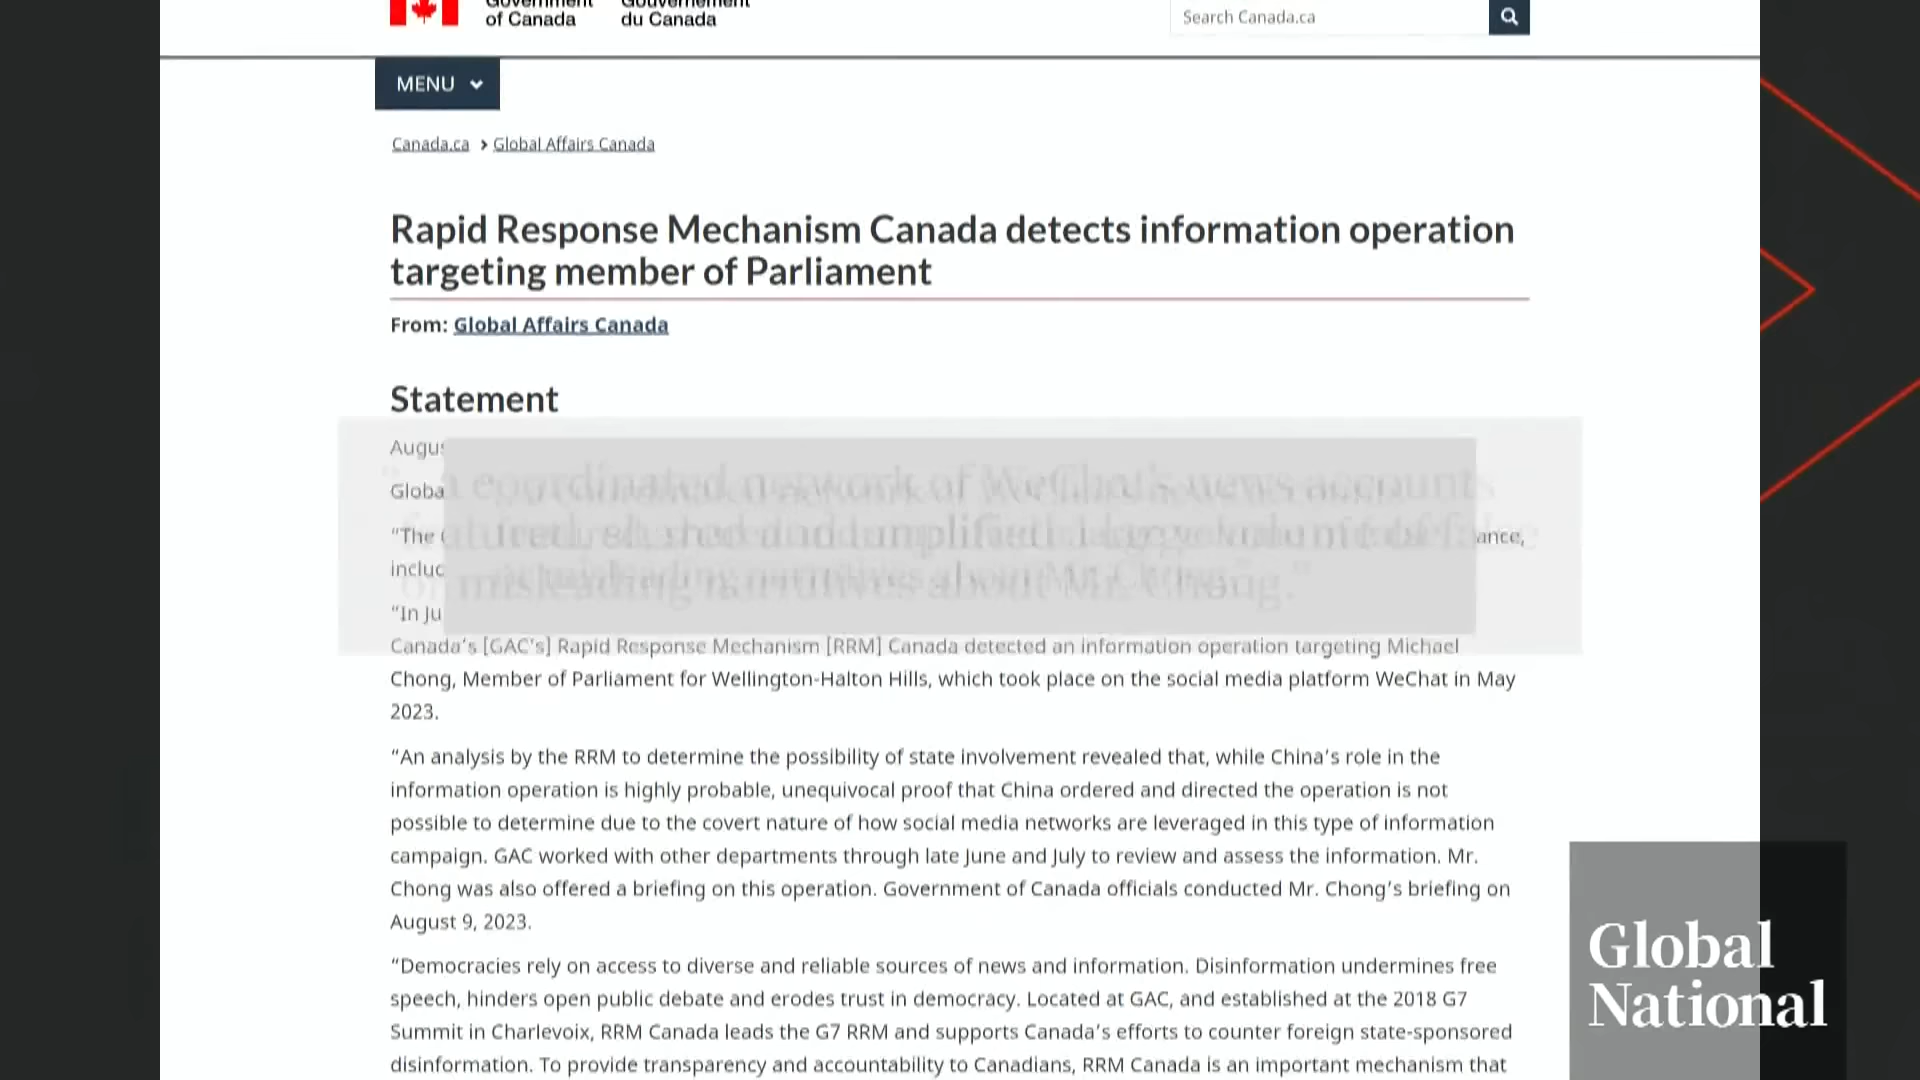 Government Gouvernement
of Canada du Canada
Search Canada.ca
MENU
Canada.ca > Global Affairs Canada
Rapid Response Mechanism Canada detects information operation
targeting member of Parliament
From: Global Affairs Canada
Statement
a coordinated network of WeChat's news accounts
featured, shared and amplified a large volume of false
or misleading narratives about Mr. Chong."
"The
ance,
"In Ju
Canada's [GAC's] Rapid Response Mechanism [RRM] Canada detected an information operation targeting Michael
Chong, Member of Parliament for Wellington-Halton Hills, which took place on the social media platform WeChat in May
2023.
"An analysis by the RRM to determine the possibility of state involvement revealed that, while China's role in the
information operation is highly probable, unequivocal proof that China ordered and directed the operation is not
possible to determine due to the covert nature of how social media networks are leveraged in this type of information
campaign. GAC worked with other departments through late June and July to review and assess the information. Mr.
Chong was also offered a briefing on this operation. Government of Canada officials conducted Mr. Chong's briefing on
August 9, 2023.
"Democracies rely on access to diverse and reliable sources of news and information. Disinformation undermines free
speech, hinders open public debate and erodes trust in democracy. Located at GAC, and established at the 2018 G7
Summit in Charlevoix, RRM Canada leads the G7 RRM and supports Canada's efforts to counter foreign state-sponsored
disinformation. To provide transparency and accountability to Canadians, RRM Canada is an important mechanism that
Global
National